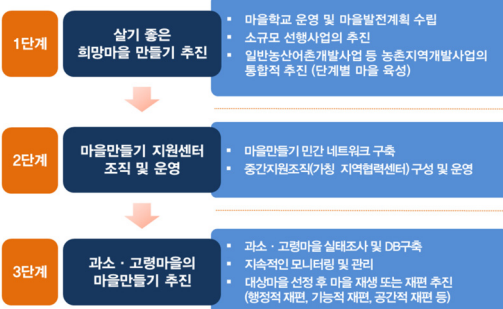 1단계
살기 좋은
희망마을 만들기 추진
▪ 마을학교 운영 및 마을발전계획 수립
▪ 소규모 선행사업의 추진
▪ 일반농산어촌개발사업 등 농촌지역개발사업의
통합적 추진 (단계별 마을 육성)
2단계
마을만들기 지원센터
조직 및 운영
▪ 마을만들기 민간 네트워크 구축
▪ 중간지원조직(가칭 지역협력센터) 구성 및 운영
3단계
과소 · 고령마을의
마을만들기 추진
▪ 과소 · 고령마을 실태조사 및 DB구축
▪ 지속적인 모니터링 및 관리
▪ 대상마을 선정 후 마을 재생 또는 재편 추진
(행정적 재편, 기능적 재편, 공간적 재편 등)